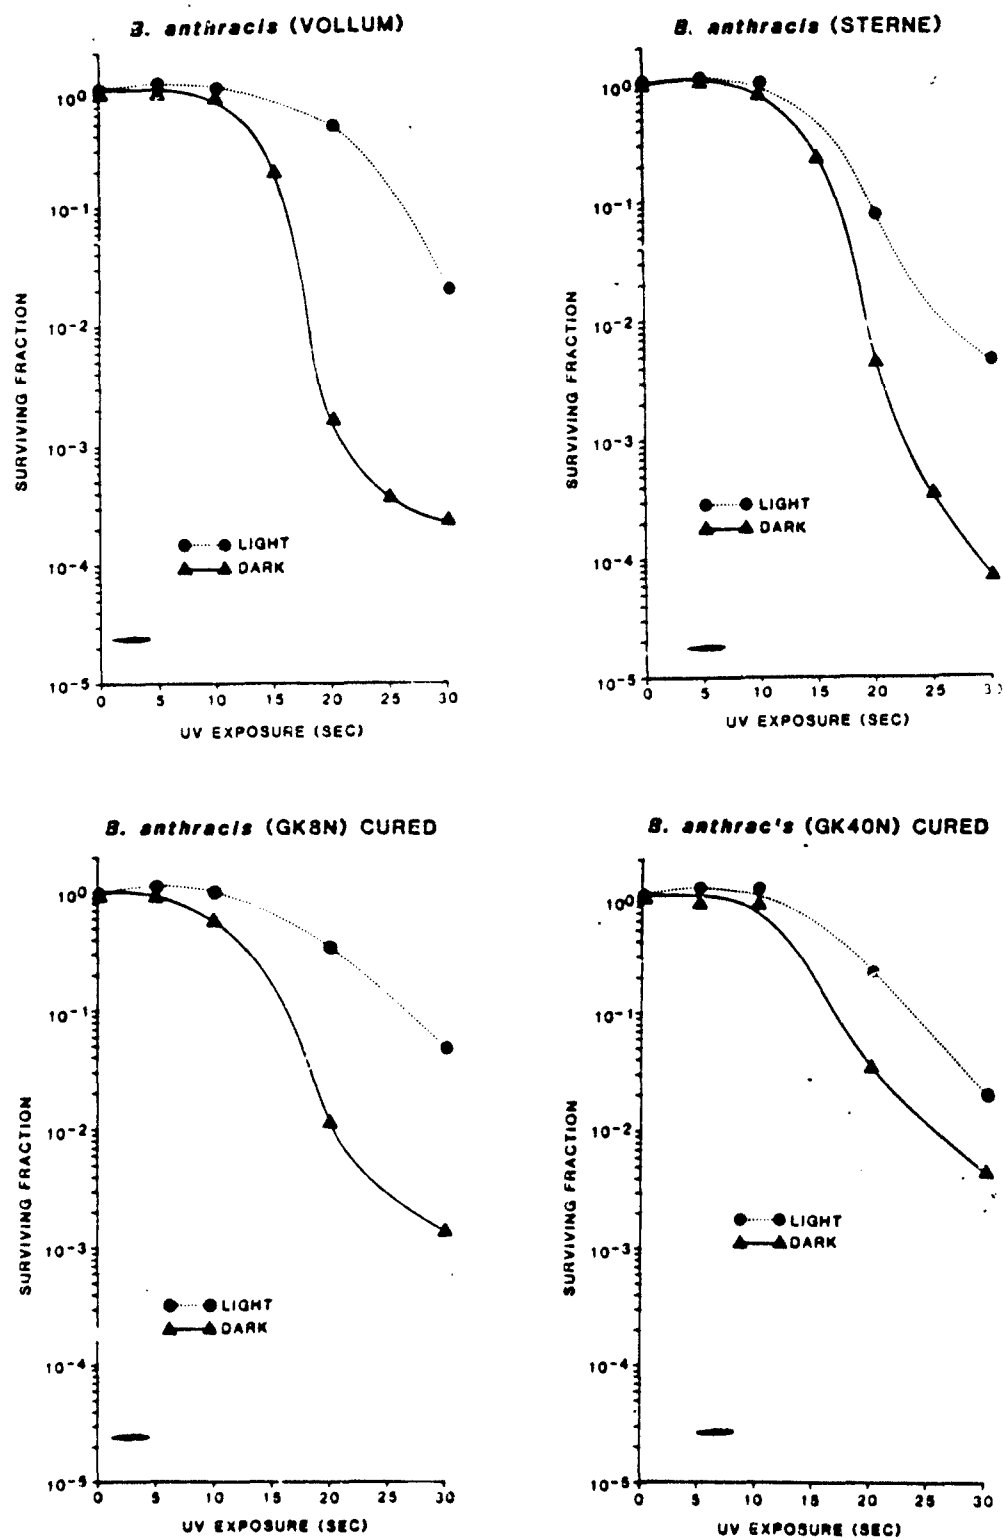 B. anthracis (VOLLUM)
10⁰
10⁻¹
10⁻²
10⁻³
10⁻⁴
10⁻⁵
SURVIVING FRACTION
LIGHT
DARK
0 5 10 15 20 25 30
UV EXPOSURE (SEC)
B. anthracis (STERNE)
10⁰
10⁻¹
10⁻²
10⁻³
10⁻⁴
10⁻⁵
SURVIVING FRACTION
LIGHT
DARK
0 5 10 15 20 25 30
UV EXPOSURE (SEC)
B. anthracis (GK8N) CURED
10⁰
10⁻¹
10⁻²
10⁻³
10⁻⁴
10⁻⁵
SURVIVING FRACTION
LIGHT
DARK
0 5 10 15 20 25 30
UV EXPOSURE (SEC)
B. anthrac's (GK40N) CURED
10⁰
10⁻¹
10⁻²
10⁻³
10⁻⁴
10⁻⁵
SURVIVING FRACTION
LIGHT
DARK
0 5 10 15 20 25 30
UV EXPOSURE (SEC)